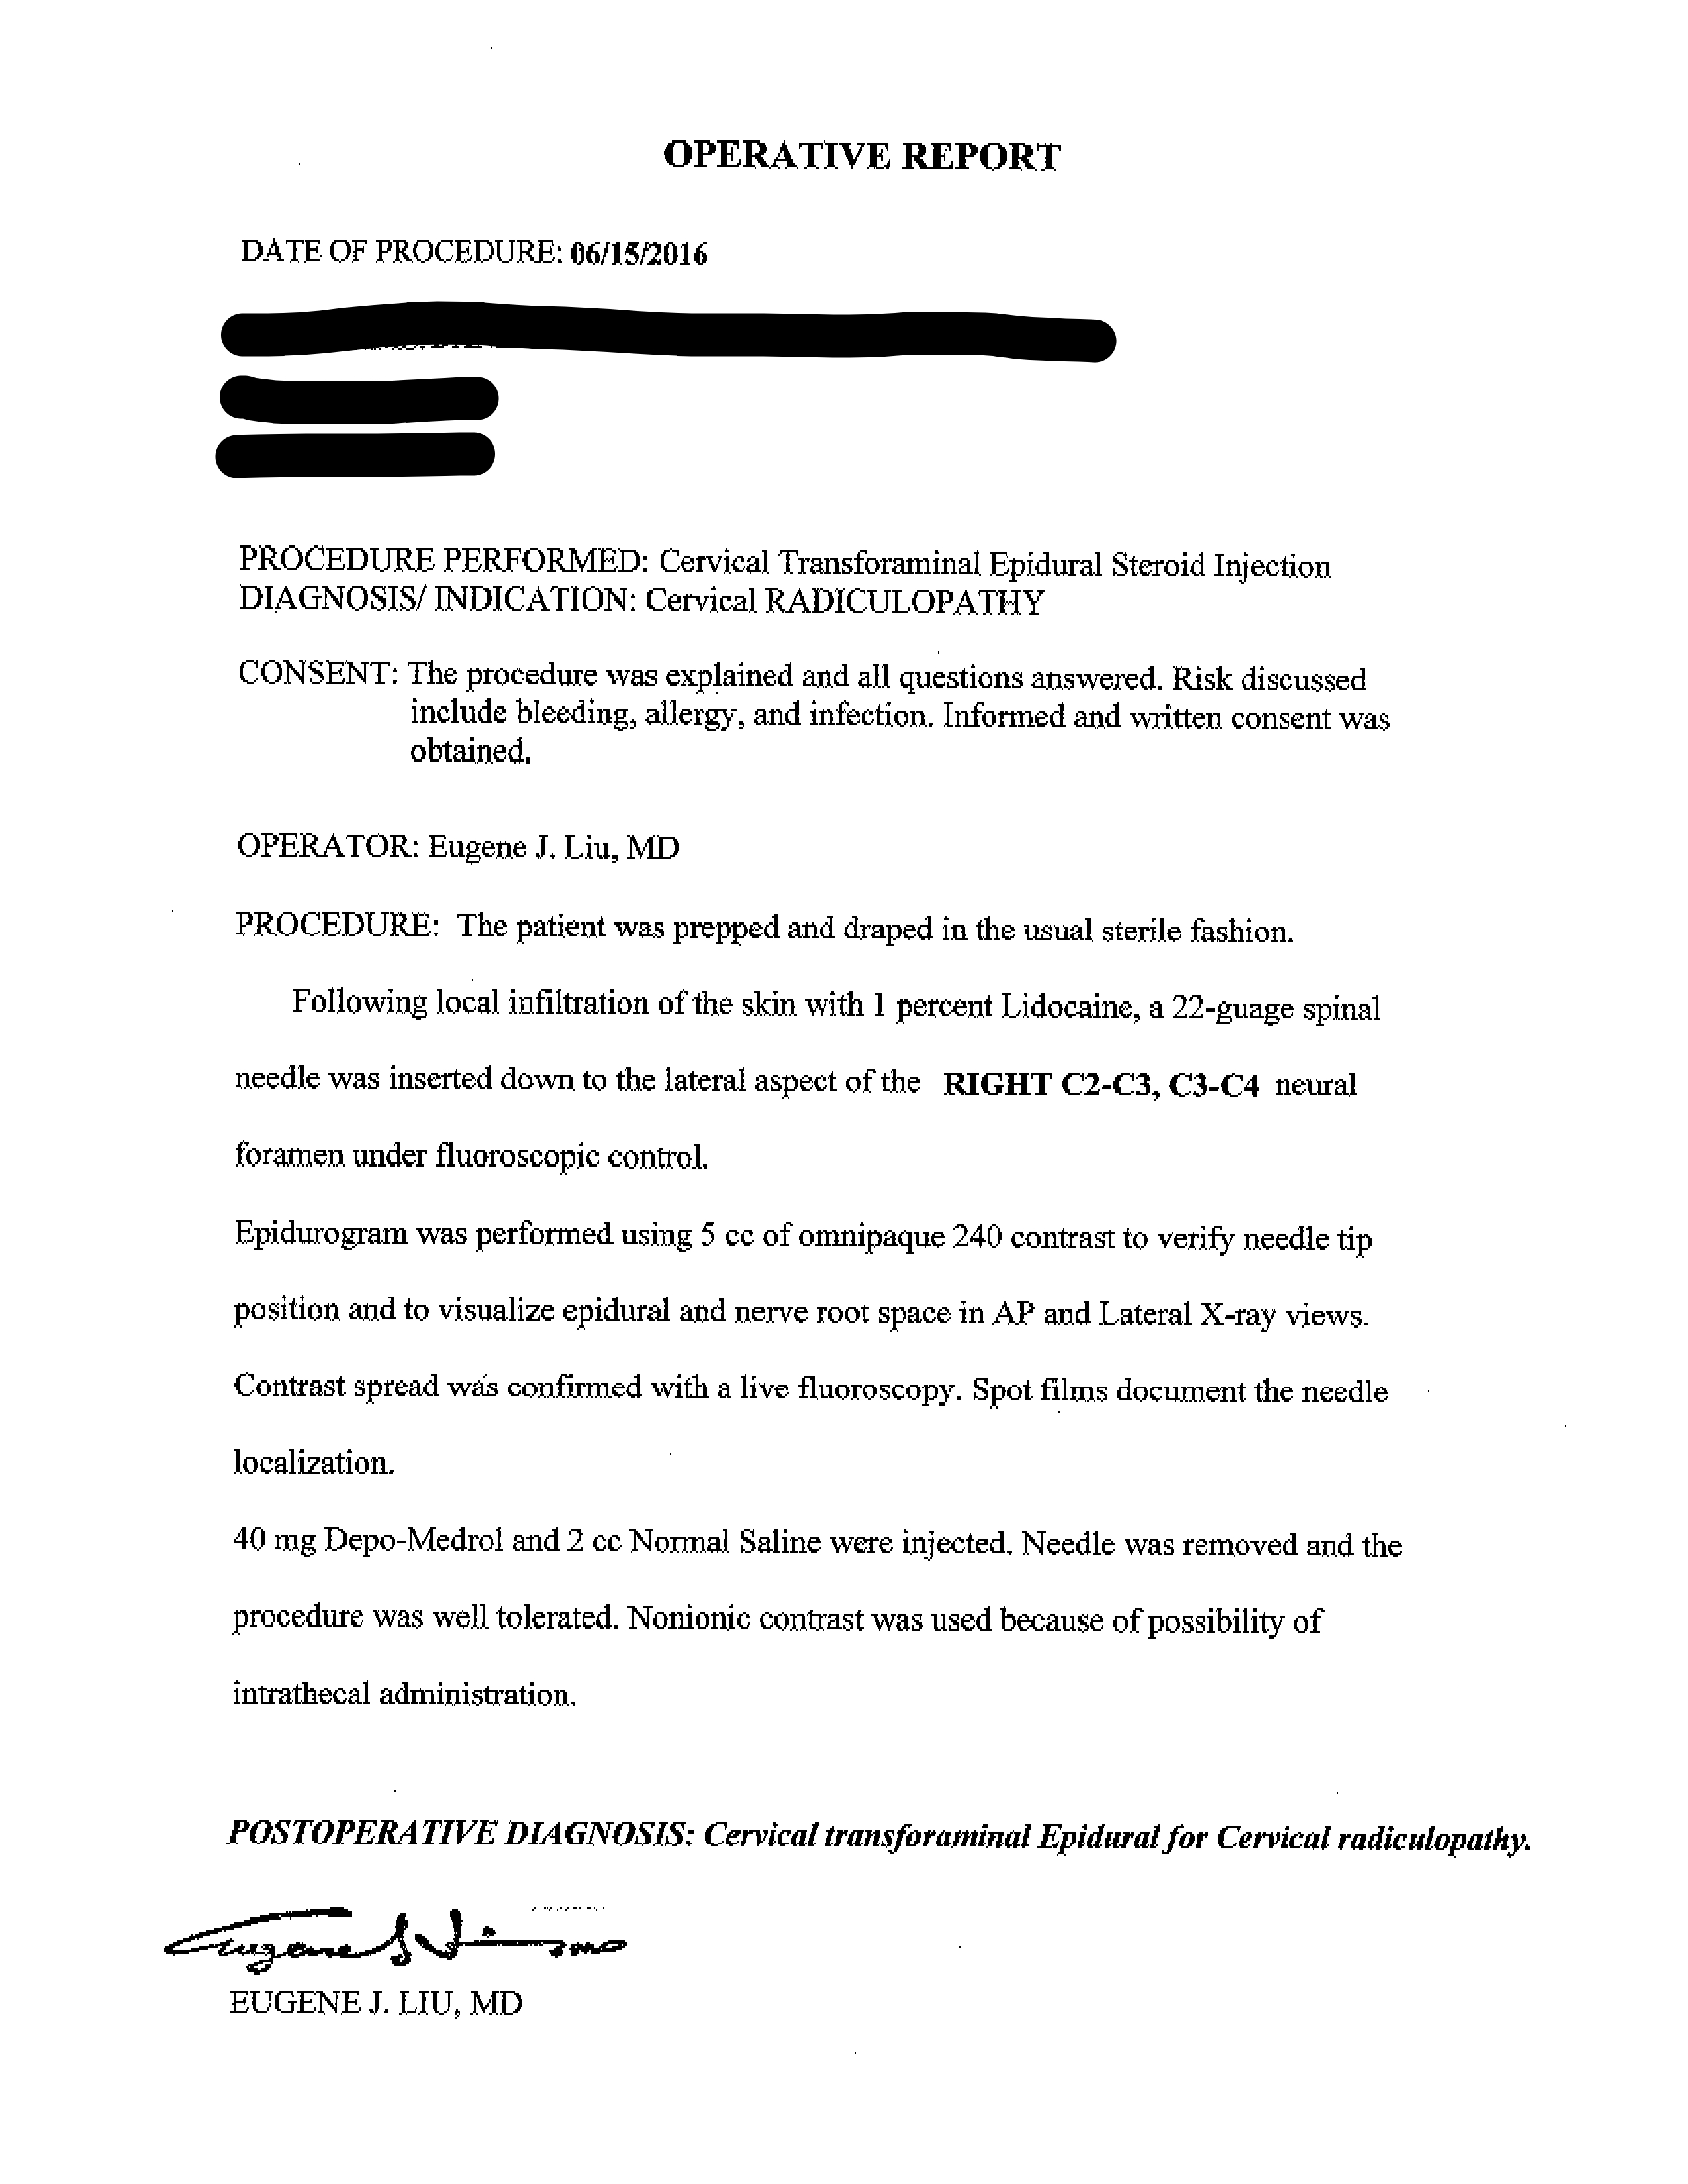 OPERATIVE REPORT
DATE OF PROCEDURE: 06/15/2016
PROCEDURE PERFORMED: Cervical Transforaminal Epidural Steroid Injection
DIAGNOSIS/ INDICATION: Cervical RADICULOPATHY
CONSENT: The procedure was explained and all questions answered. Risk discussed
include bleeding, allergy, and infection. Informed and written consent was
obtained.
OPERATOR: Eugene J. Liu, MD
PROCEDURE: The patient was prepped and draped in the usual sterile fashion.
Following local infiltration of the skin with 1 percent Lidocaine, a 22-guage spinal
needle was inserted down to the lateral aspect of the RIGHT C2-C3, C3-C4 neural
foramen under fluoroscopic control.
Epidurogram was performed using 5 cc of omnipaque 240 contrast to verify needle tip
position and to visualize epidural and nerve root space in AP and Lateral X-ray views.
Contrast spread was confirmed with a live fluoroscopy. Spot films document the needle
localization.
40 mg Depo-Medrol and 2 cc Normal Saline were injected. Needle was removed and the
procedure was well tolerated. Nonionic contrast was used because of possibility of
intrathecal administration.
POSTOPERATIVE DIAGNOSIS: Cervical transforaminal Epidural for Cervical radiculopathy.
Eugene J Liu MD
EUGENE J. LIU, MD